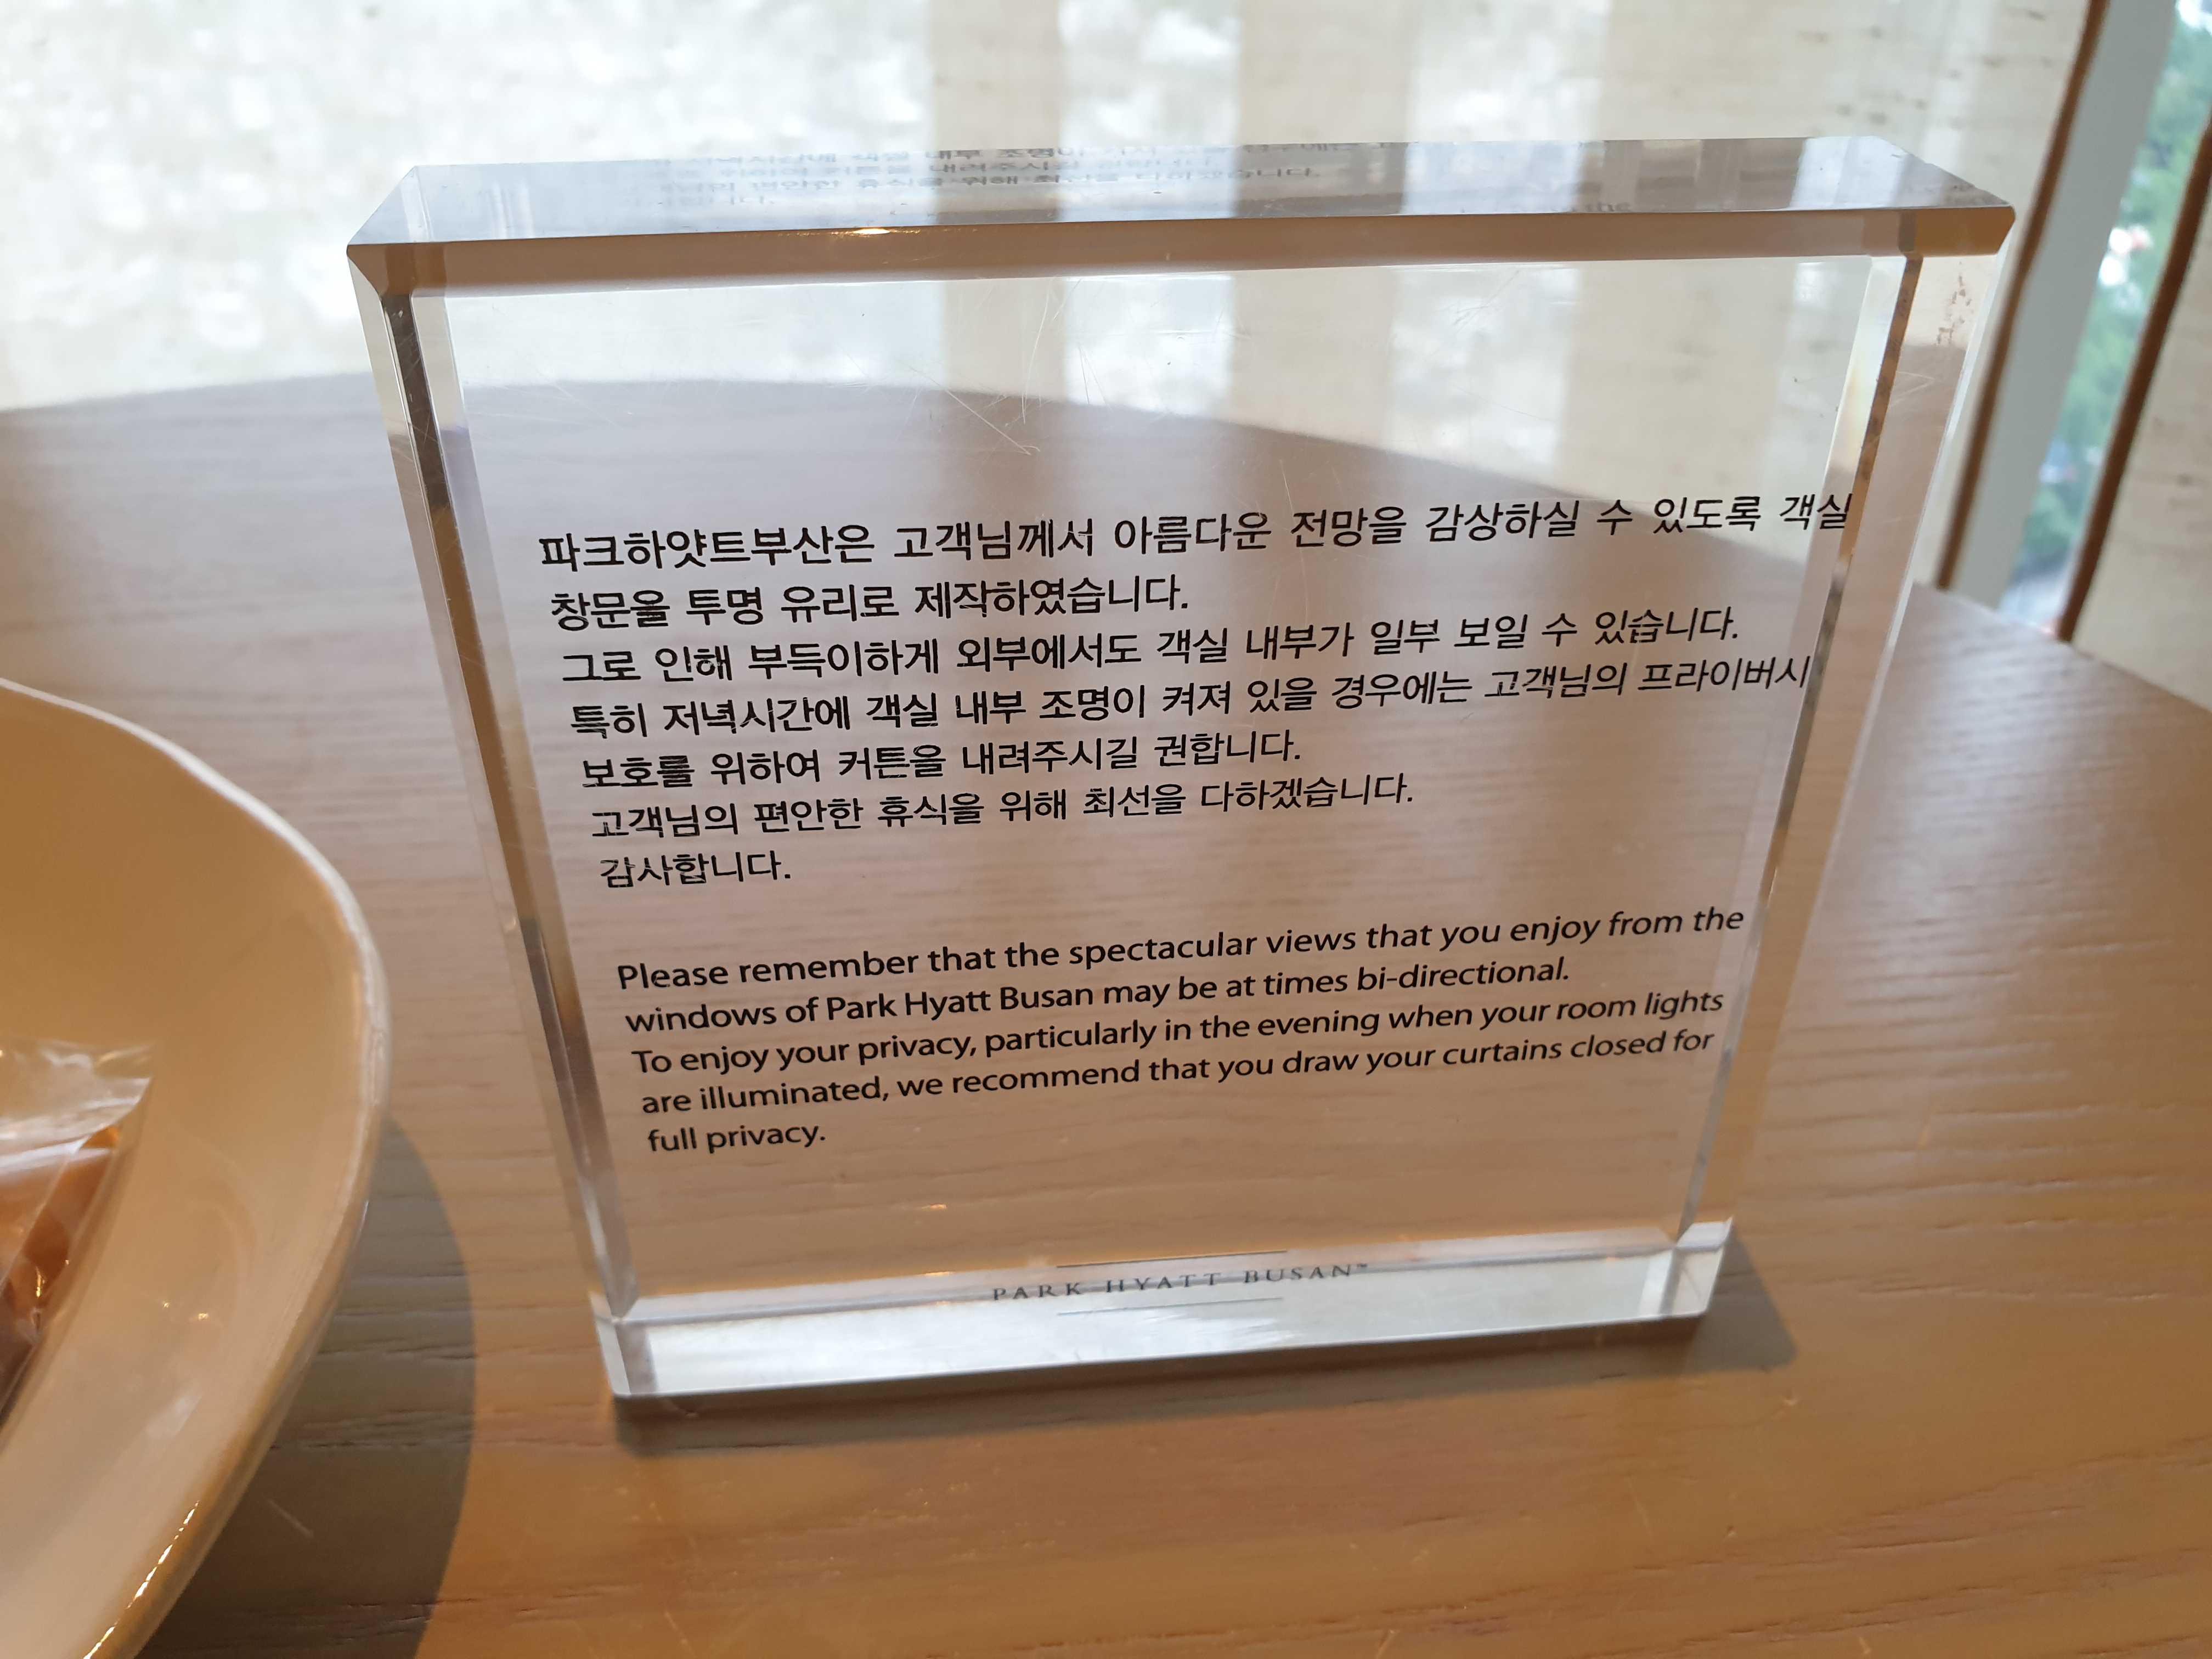 파크하얏트부산은 고객님께서 아름다운 전망을 감상하실 수 있도록 객실
창문을 투명 유리로 제작하였습니다.
그로 인해 부득이하게 외부에서도 객실 내부가 일부 보일 수 있습니다.
특히 저녁시간에 객실 내부 조명이 켜져 있을 경우에는 고객님의 프라이버시
보호를 위하여 커튼을 내려주시길 권합니다.
고객님의 편안한 휴식을 위해 최선을 다하겠습니다.
감사합니다.
Please remember that the spectacular views that you enjoy from the
windows of Park Hyatt Busan may be at times bi-directional.
To enjoy your privacy, particularly in the evening when your room lights
are illuminated, we recommend that you draw your curtains closed for
full privacy.
PARK HYATT BUSAN™